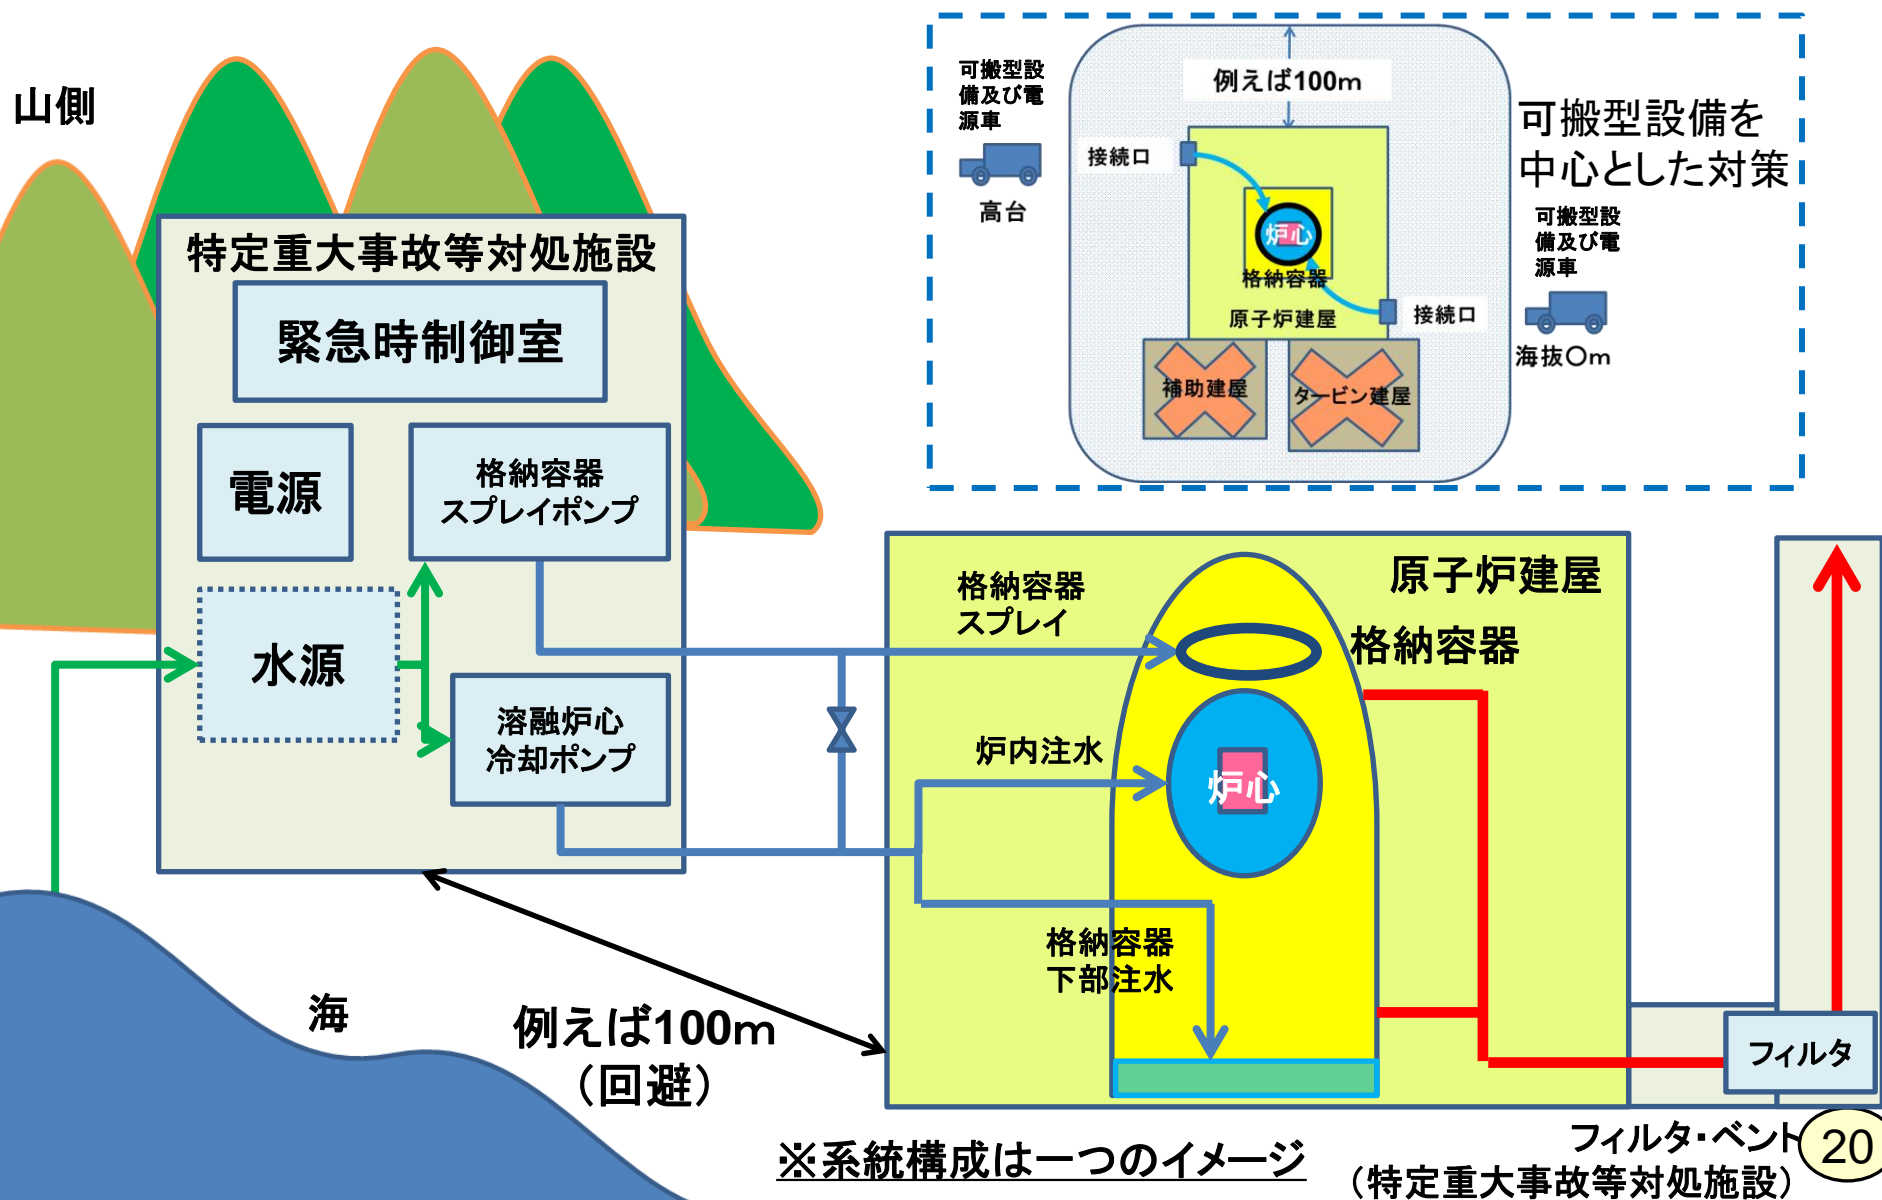 山側
特定重大事故等対処施設
緊急時制御室
電源
格納容器
スプレイポンプ
水源
溶融炉心
冷却ポンプ
海
例えば100m
（回避）
可搬型設
備及び電
源車
高台
例えば100m
接続口
炉心
格納容器
原子炉建屋
接続口
補助建屋
タービン建屋
可搬型設備を
中心とした対策
可搬型設
備及び電
源車
海抜〇m
原子炉建屋
格納容器
格納容器
スプレイ
炉内注水
炉心
格納容器
下部注水
フィルタ
フィルタ・ベント
（特定重大事故等対処施設）
※系統構成は一つのイメージ
20